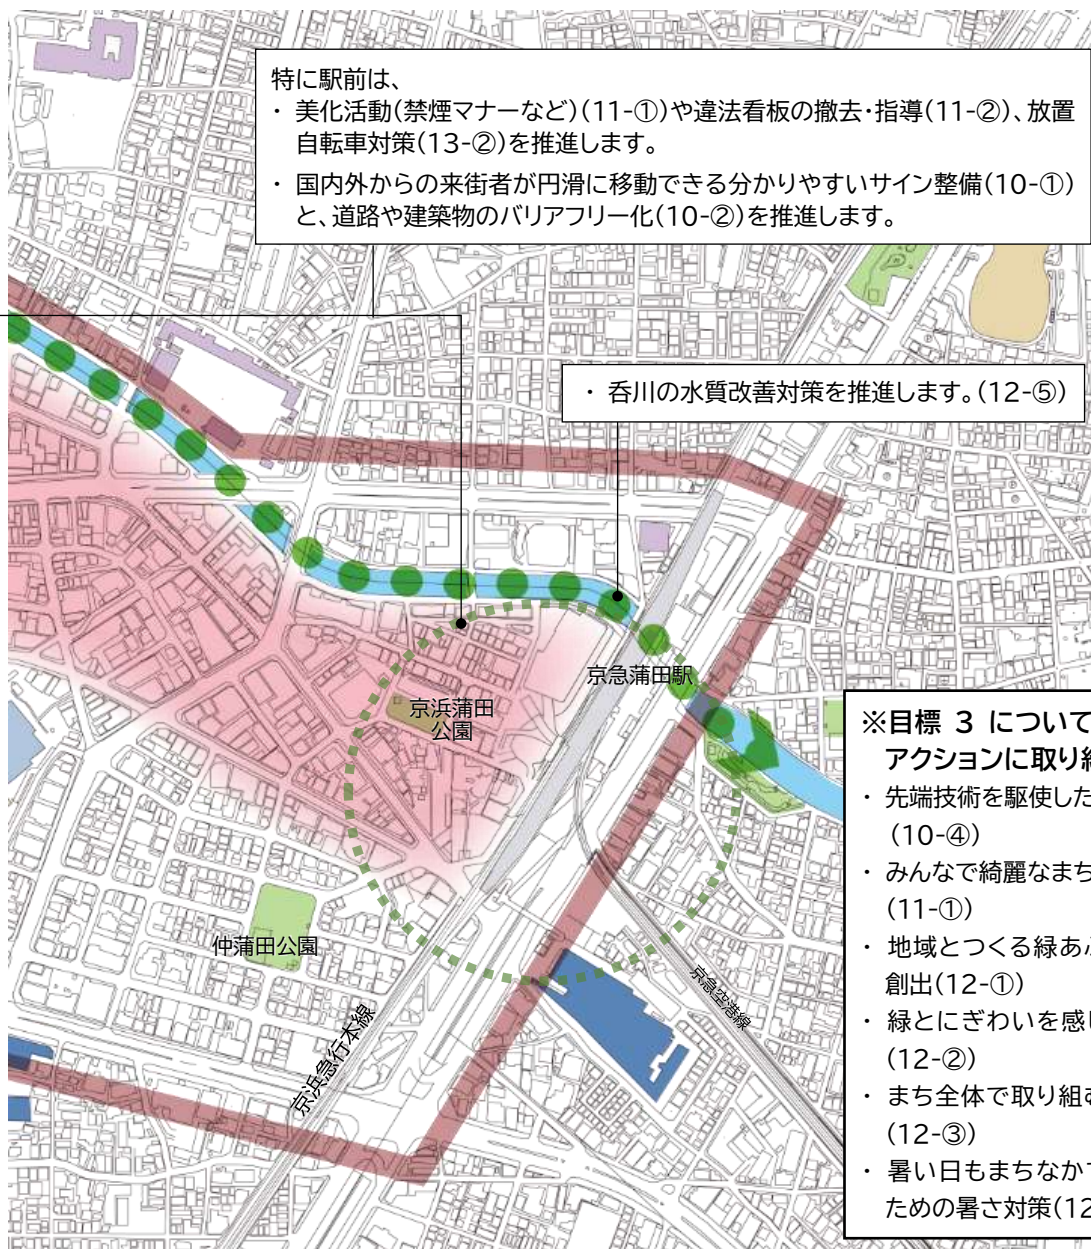 特に駅前は、
・ 美化活動(禁煙マナーなど)(11-①)や違法看板の撤去・指導(11-②)、放置
自転車対策(13-②)を推進します。
・ 国内外からの来街者が円滑に移動できる分かりやすいサイン整備(10-①)
と、道路や建築物のバリアフリー化(10-②)を推進します。
・ 呑川の水質改善対策を推進します。(12-⑤)
京急蒲田駅
京浜蒲田
公園
仲蒲田公園
京浜急行本線
京急空港線
※目標 3 について
アクションに取り
・ 先端技術を駆使した
(10-④)
・ みんなで綺麗なまち
(11-①)
・ 地域とつくる緑あ
創出(12-①)
・ 緑とにぎわいを感
(12-②)
・ まち全体で取り組
(12-③)
・ 暑い日もまちなか
ための暑さ対策(12